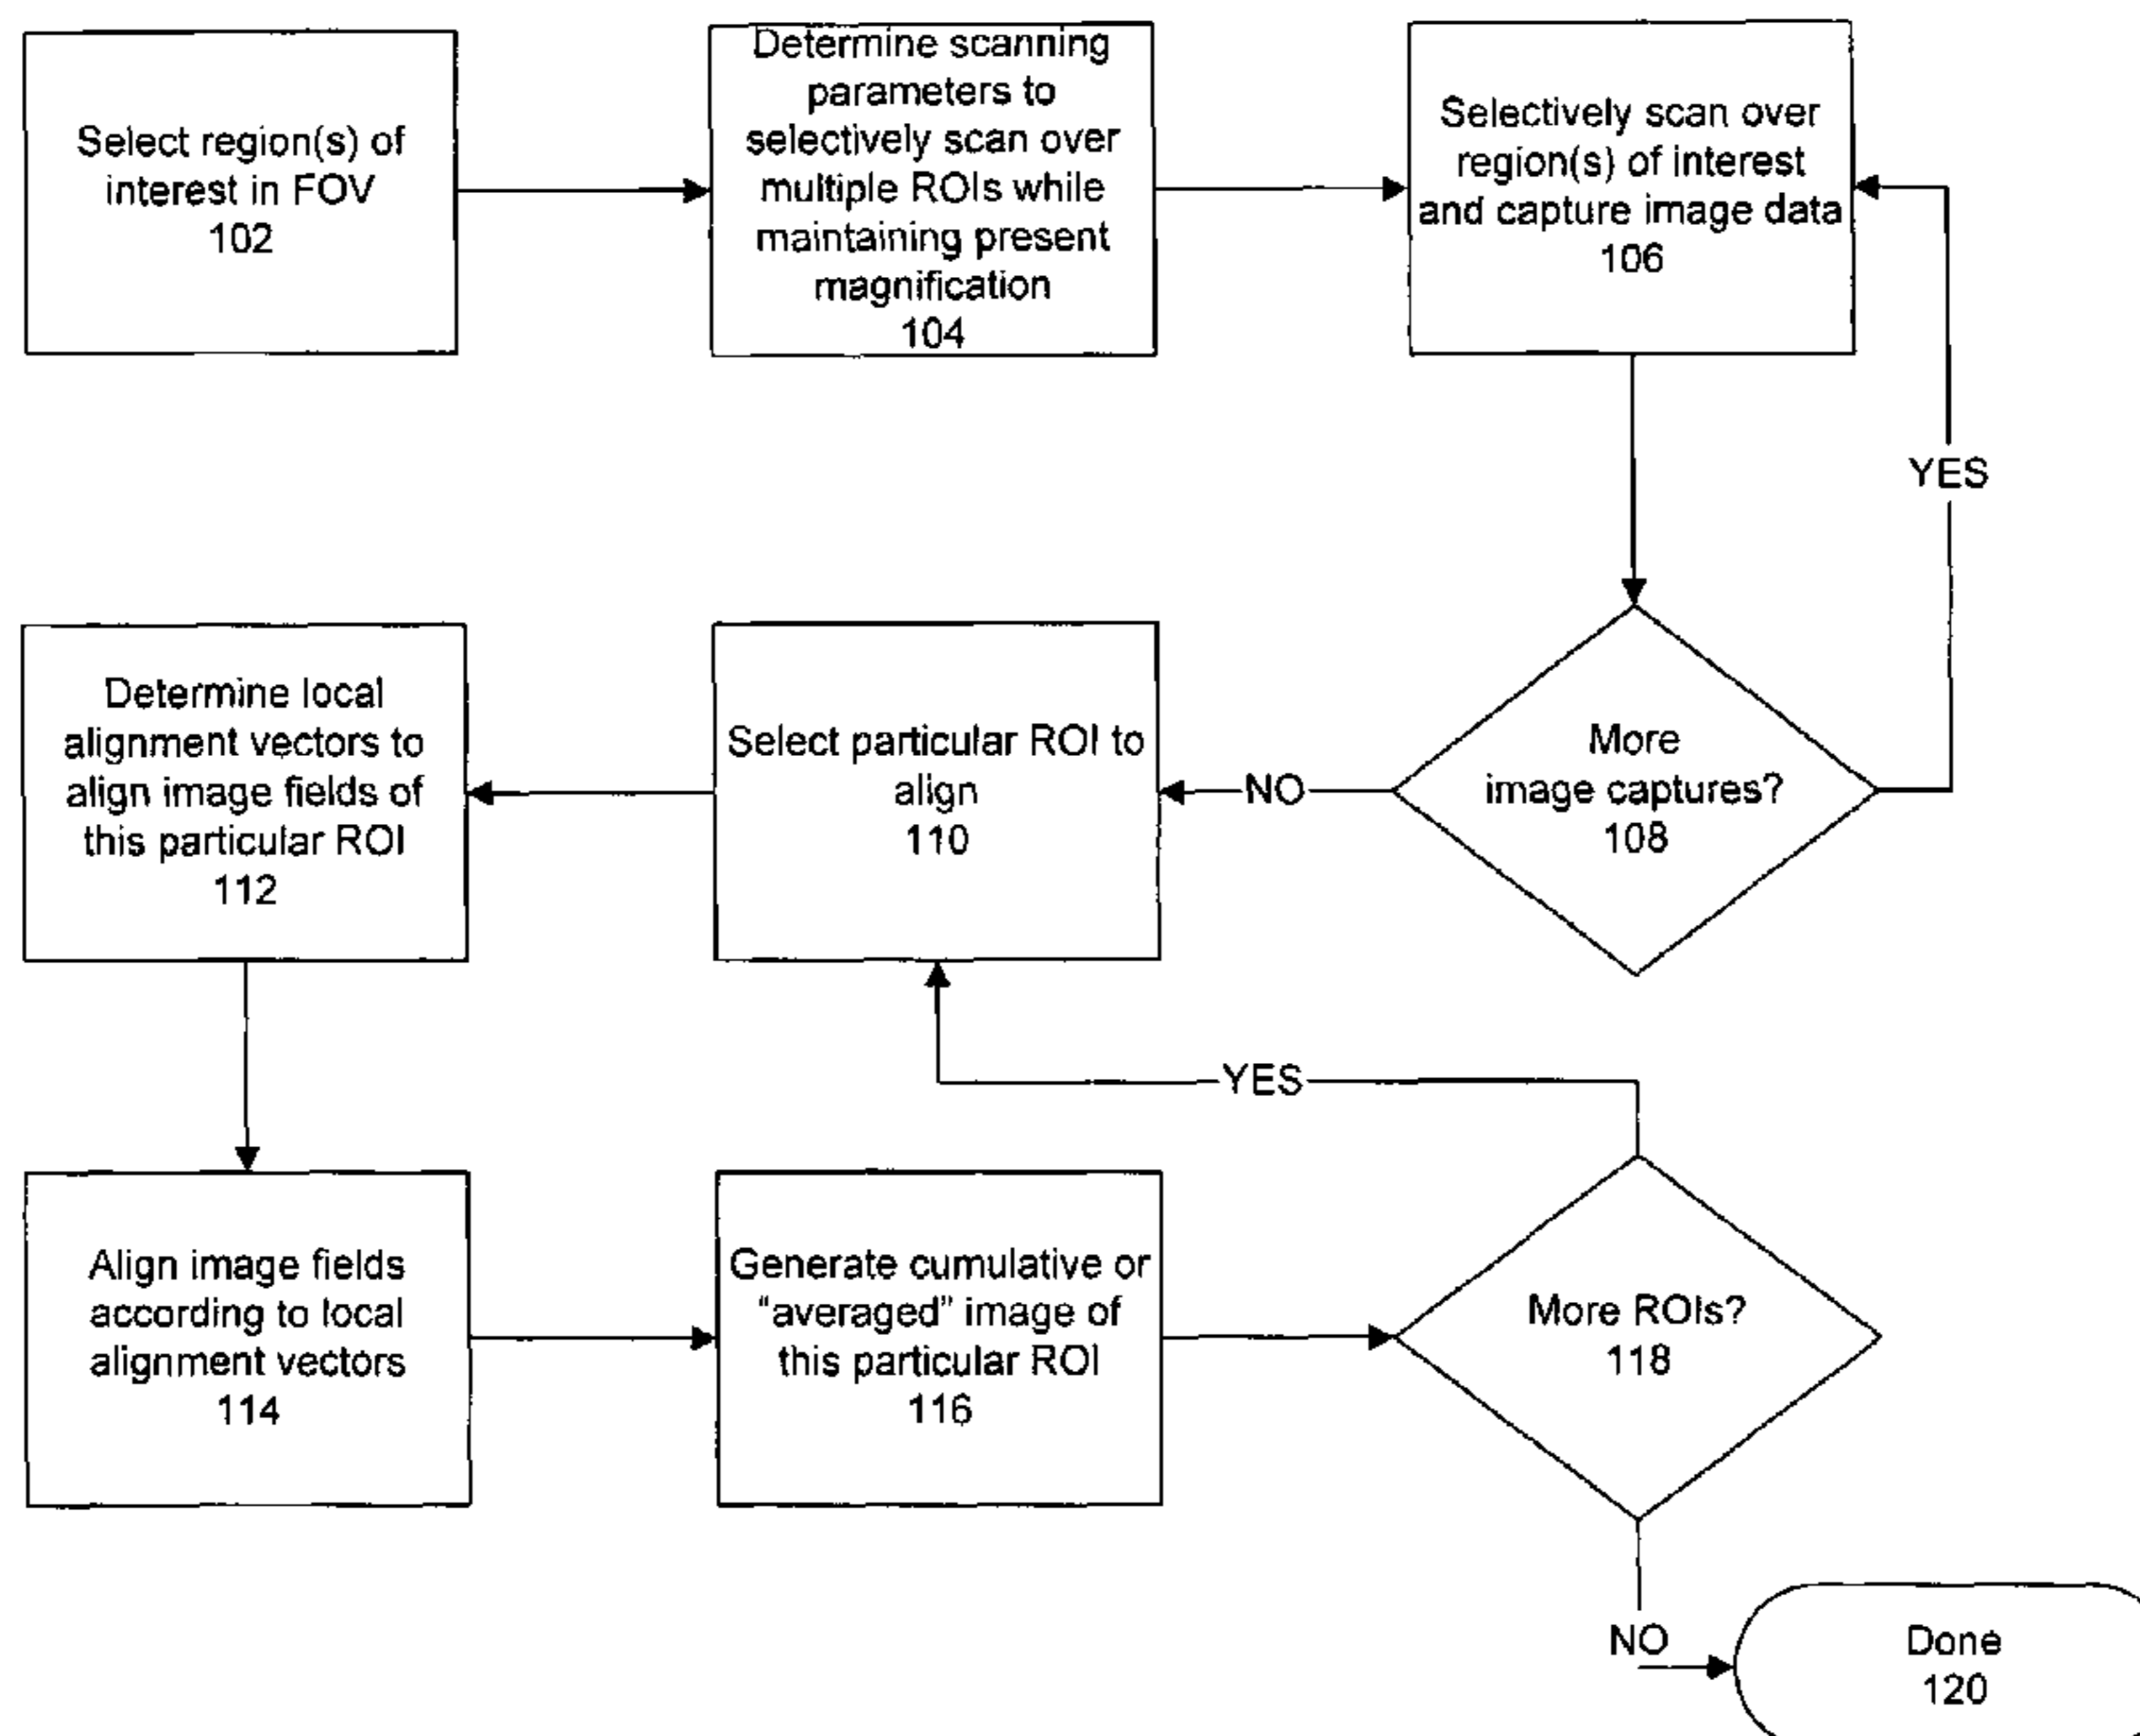 Select region(s) of
interest in FOV
102
Determine scanning
parameters to
selectively scan over
multiple ROIs while
maintaining present
magnification
104
Selectively scan over
region(s) of interest
and capture image data
106
YES
More
image captures?
108
NO
Select particular ROI to
align
110
Determine local
alignment vectors to
align image fields of
this particular ROI
112
Align image fields
according to local
alignment vectors
114
Generate cumulative or
“averaged” image of
this particular ROI
116
More ROIs?
118
YES
NO
Done
120